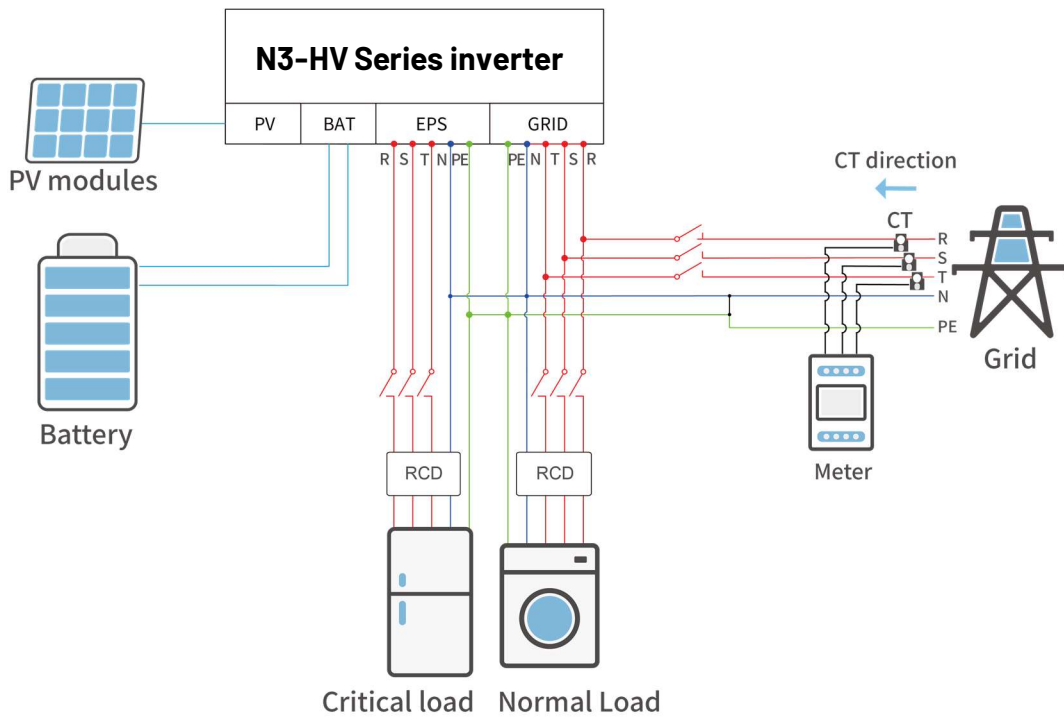 N3-HV Series inverter
PV BAT EPS GRID
R S T N PE PE N T S R
PV modules
CT direction
CT
R
S
T
N
PE
Grid
Battery
Meter
RCD RCD
Critical load Normal Load